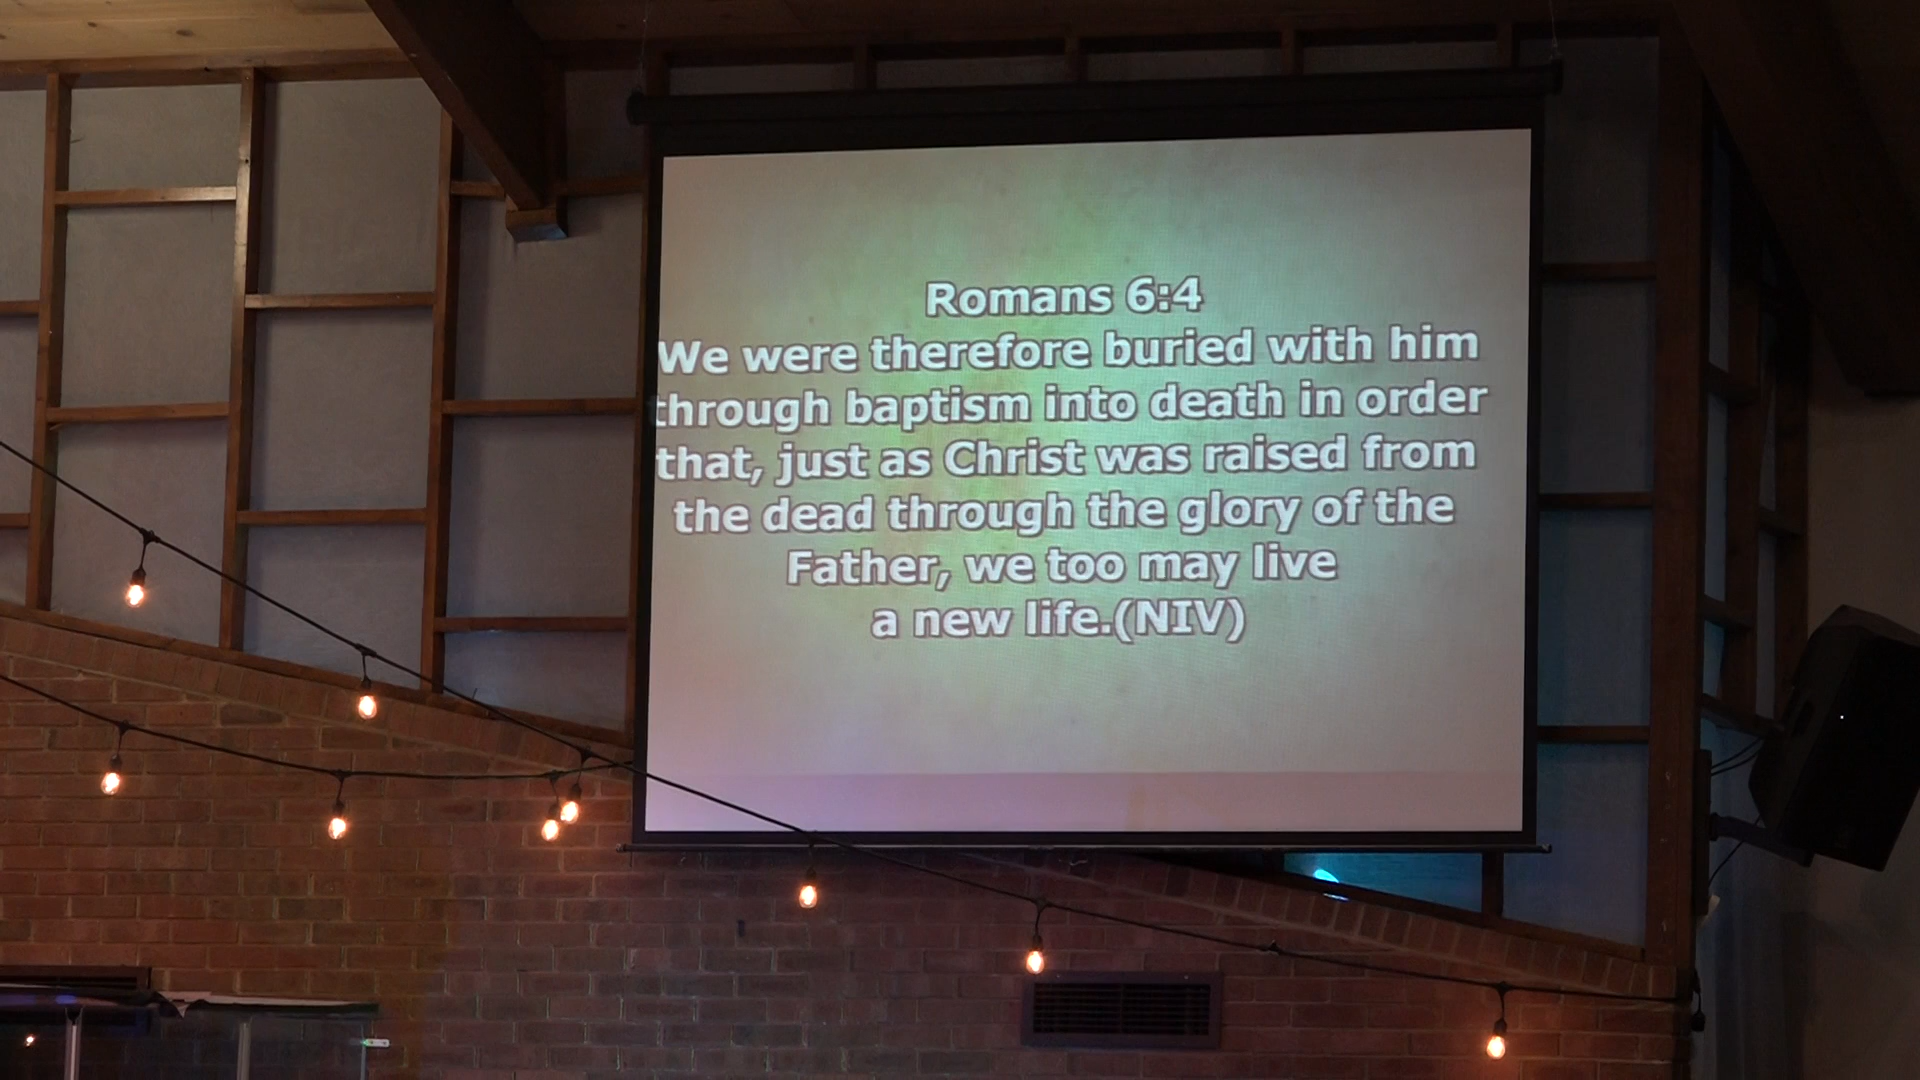 Romans 6:4
We were therefore buried with him
through baptism into death in order
that, just as Christ was raised from
the dead through the glory of the
Father, we too may live
a new life.(NIV)